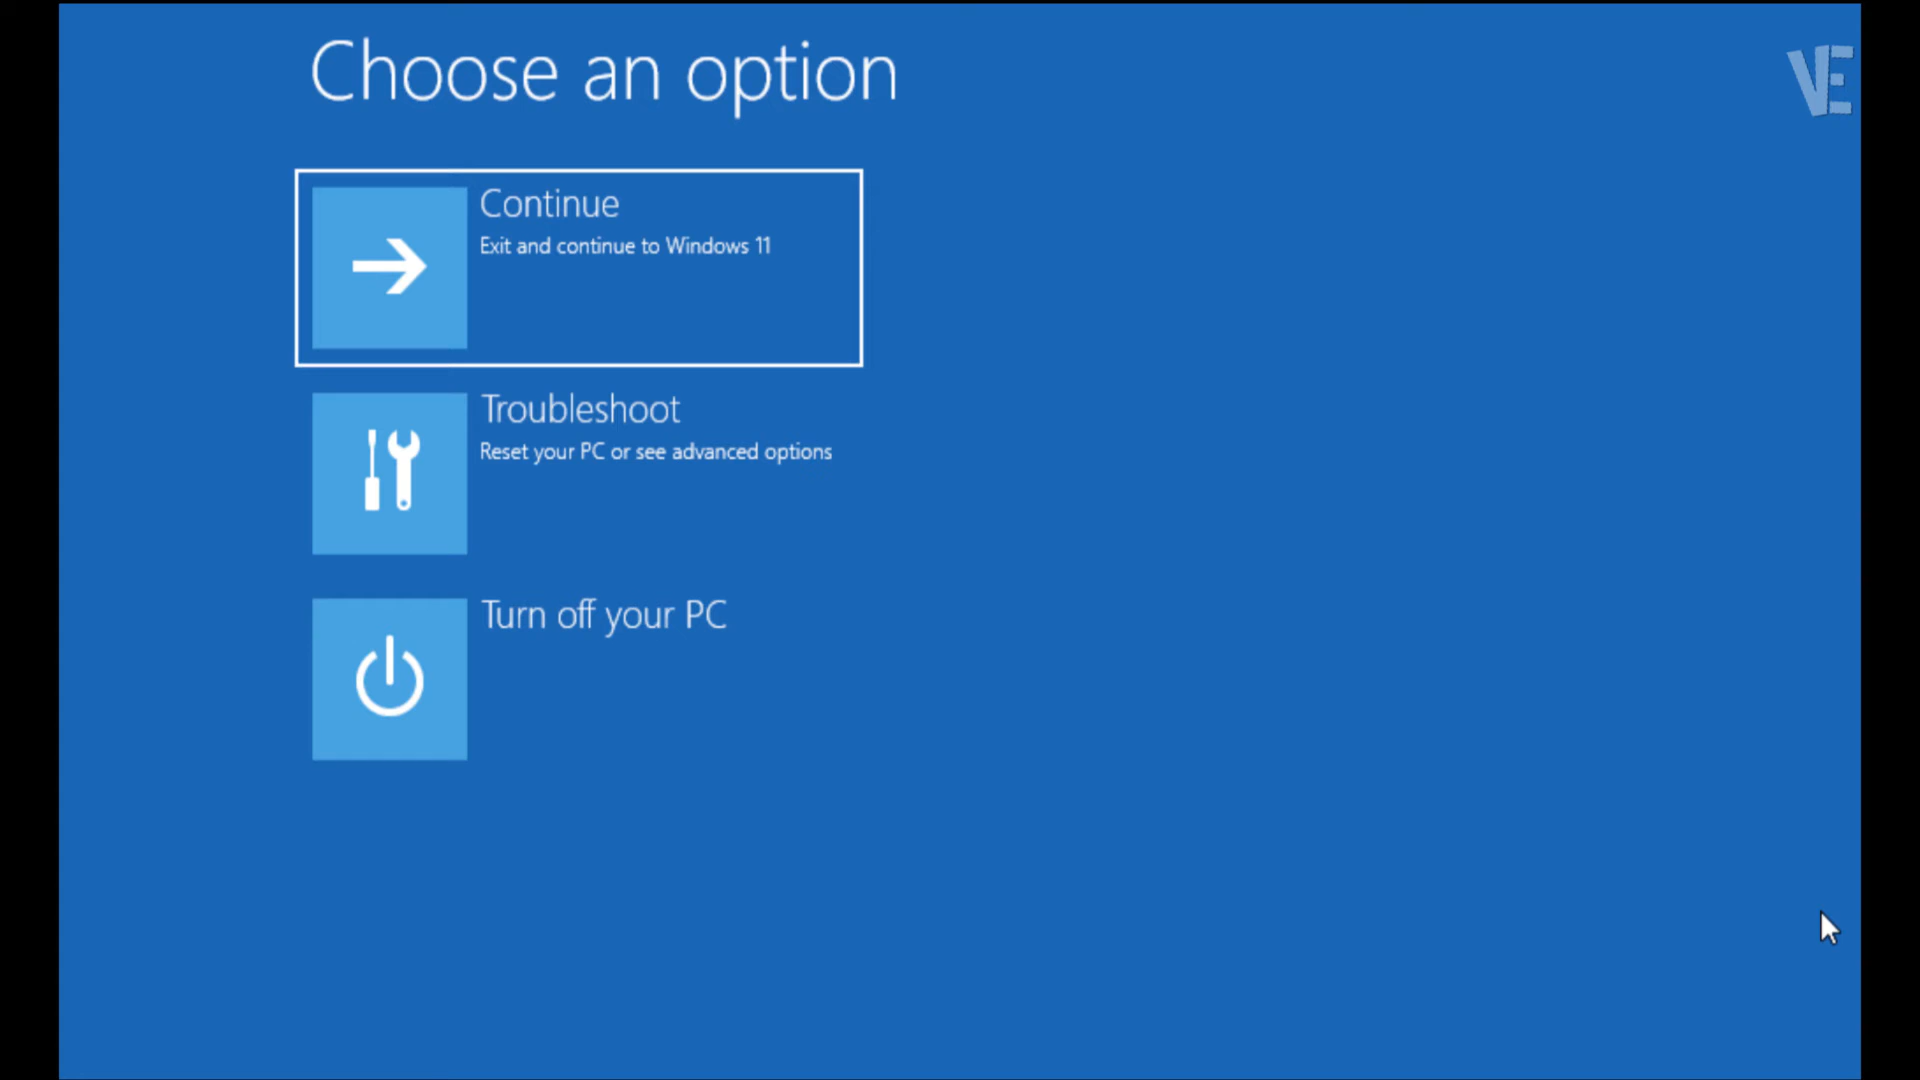 Choose an option
VE
Continue
Exit and continue to Windows 11
Troubleshoot
Reset your PC or see advanced options
Turn off your PC